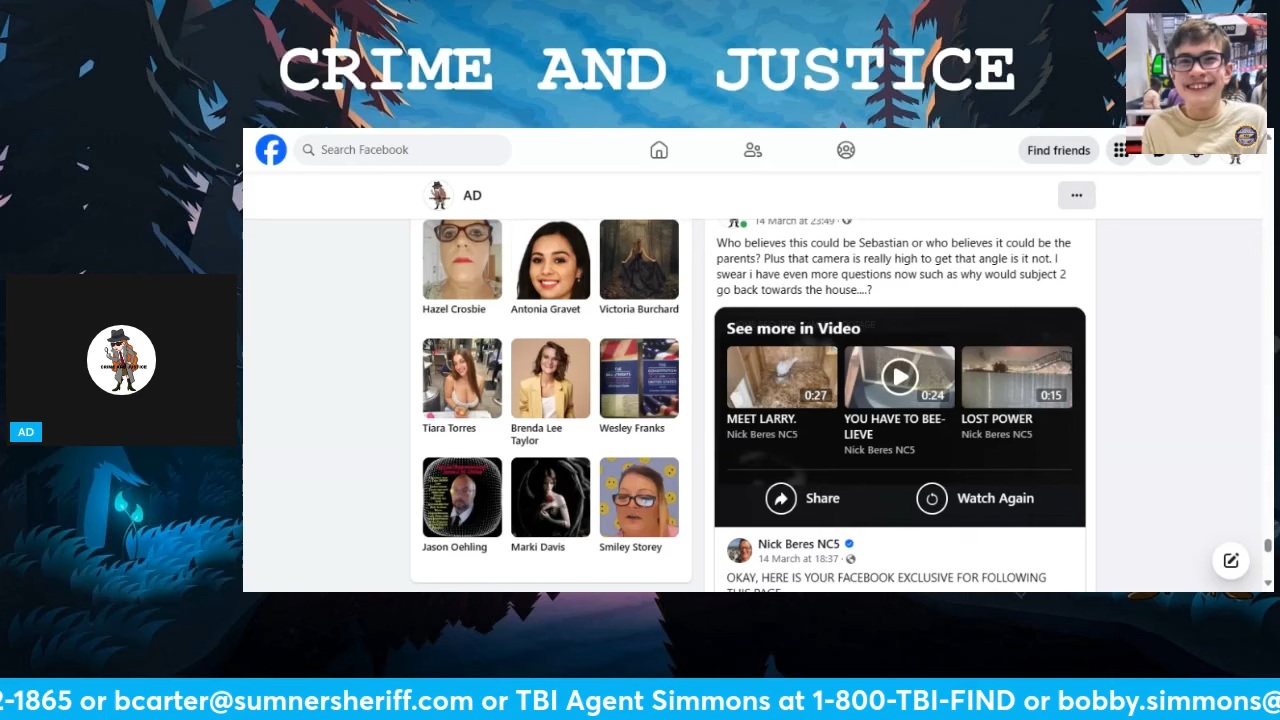 CRIME AND JUSTICE
Search Facebook
Find friends
AD
Hazel Crosbie
Antonia Gravet
Victoria Burchard
Tiara Torres
Brenda Lee
Taylor
Wesley Franks
Jason Oehling
Marki Davis
Smiley Storey
14 March at 23:49 ·
Who believes this could be Sebastian or who believes it could be the
parents? Plus that camera is really high to get that angle is it not. I
swear i have even more questions now such as why would subject 2
go back towards the house....?
See more in Video
0:27
0:24
0:15
MEET LARRY.
Nick Beres NC5
YOU HAVE TO BEE-
LIEVE
Nick Beres NC5
LOST POWER
Nick Beres NC5
Share
Watch Again
Nick Beres NC5
14 March at 18:37 ·
OKAY, HERE IS YOUR FACEBOOK EXCLUSIVE FOR FOLLOWING
THIS PAGE
CRIME AND JUSTICE
AD
2-1865 or bcarter@sumnersheriff.com or TBI Agent Simmons at 1-800-TBI-FIND or bobby.simmons@